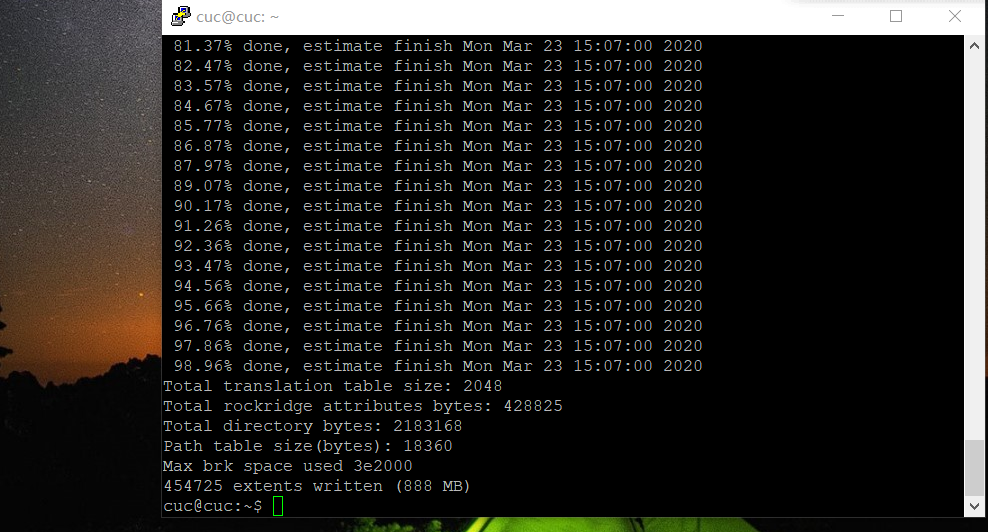 cuc@cuc: ~
81.37% done, estimate finish Mon Mar 23 15:07:00 2020
82.47% done, estimate finish Mon Mar 23 15:07:00 2020
83.57% done, estimate finish Mon Mar 23 15:07:00 2020
84.67% done, estimate finish Mon Mar 23 15:07:00 2020
85.77% done, estimate finish Mon Mar 23 15:07:00 2020
86.87% done, estimate finish Mon Mar 23 15:07:00 2020
87.97% done, estimate finish Mon Mar 23 15:07:00 2020
89.07% done, estimate finish Mon Mar 23 15:07:00 2020
90.17% done, estimate finish Mon Mar 23 15:07:00 2020
91.26% done, estimate finish Mon Mar 23 15:07:00 2020
92.36% done, estimate finish Mon Mar 23 15:07:00 2020
93.47% done, estimate finish Mon Mar 23 15:07:00 2020
94.56% done, estimate finish Mon Mar 23 15:07:00 2020
95.66% done, estimate finish Mon Mar 23 15:07:00 2020
96.76% done, estimate finish Mon Mar 23 15:07:00 2020
97.86% done, estimate finish Mon Mar 23 15:07:00 2020
98.96% done, estimate finish Mon Mar 23 15:07:00 2020
Total translation table size: 2048
Total rockridge attributes bytes: 428825
Total directory bytes: 2183168
Path table size(bytes): 18360
Max brk space used 3e2000
454725 extents written (888 MB)
cuc@cuc:~$